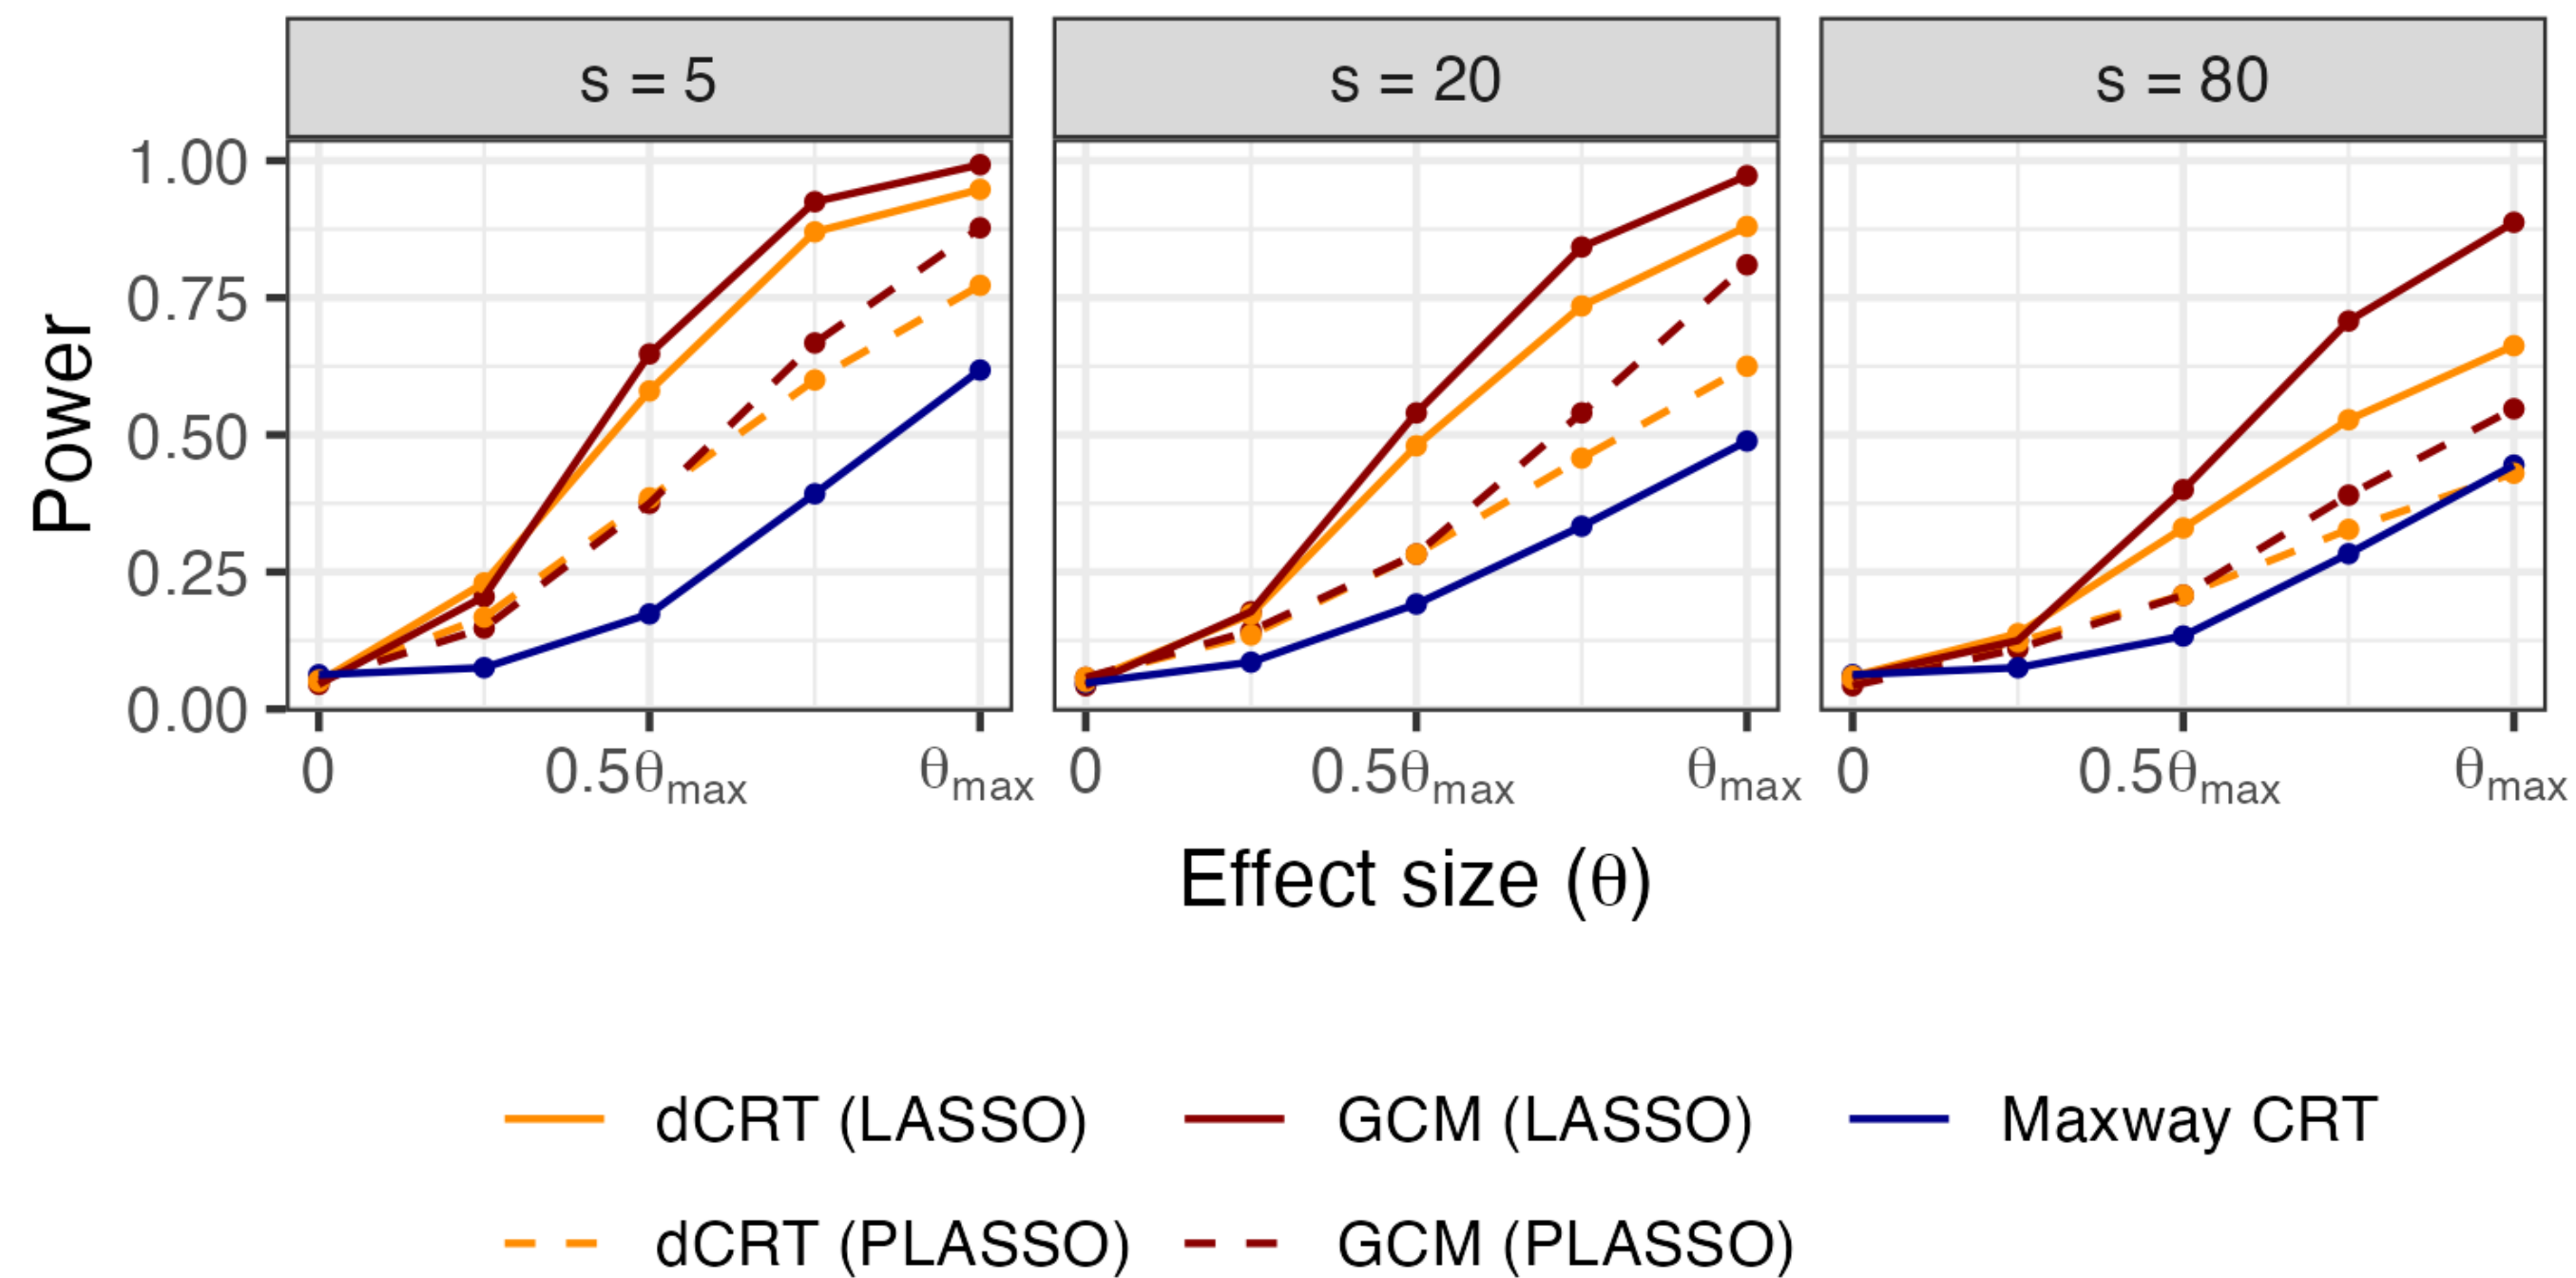 s = 5
s = 20
s = 80
Power
1.00
0.75
0.50
0.25
0.00
0 0.5θmax θmax
0 0.5θmax θmax
0 0.5θmax θmax
Effect size (θ)
dCRT (LASSO) GCM (LASSO) Maxway CRT
dCRT (PLASSO) GCM (PLASSO)